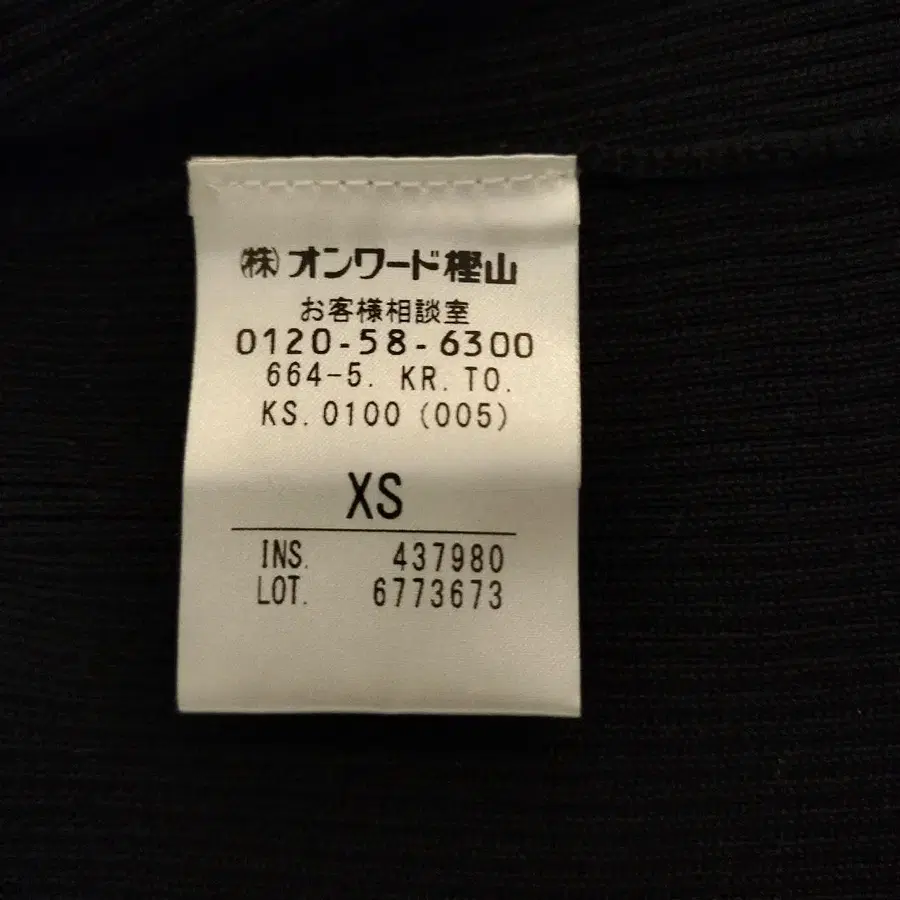 ㈱オンワード樫山
お客様相談室
0120-58-6300
664-5. KR. TO.
KS. 0100 (005)
XS
INS. 437980
LOT. 6773673